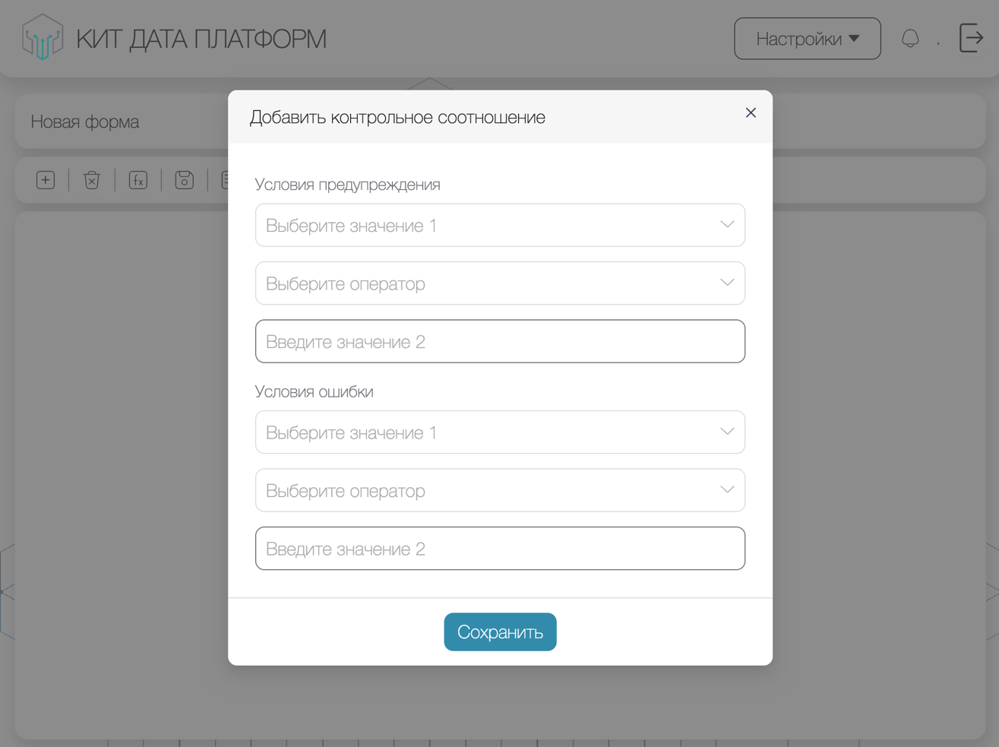 КИТ ДАТА ПЛАТФОРМ
Настройки
.
Новая форма
Добавить контрольное соотношение
fx
Условия предупреждения
Выберите значение 1
Выберите оператор
Введите значение 2
Условия ошибки
Выберите значение 1
Выберите оператор
Введите значение 2
Сохранить